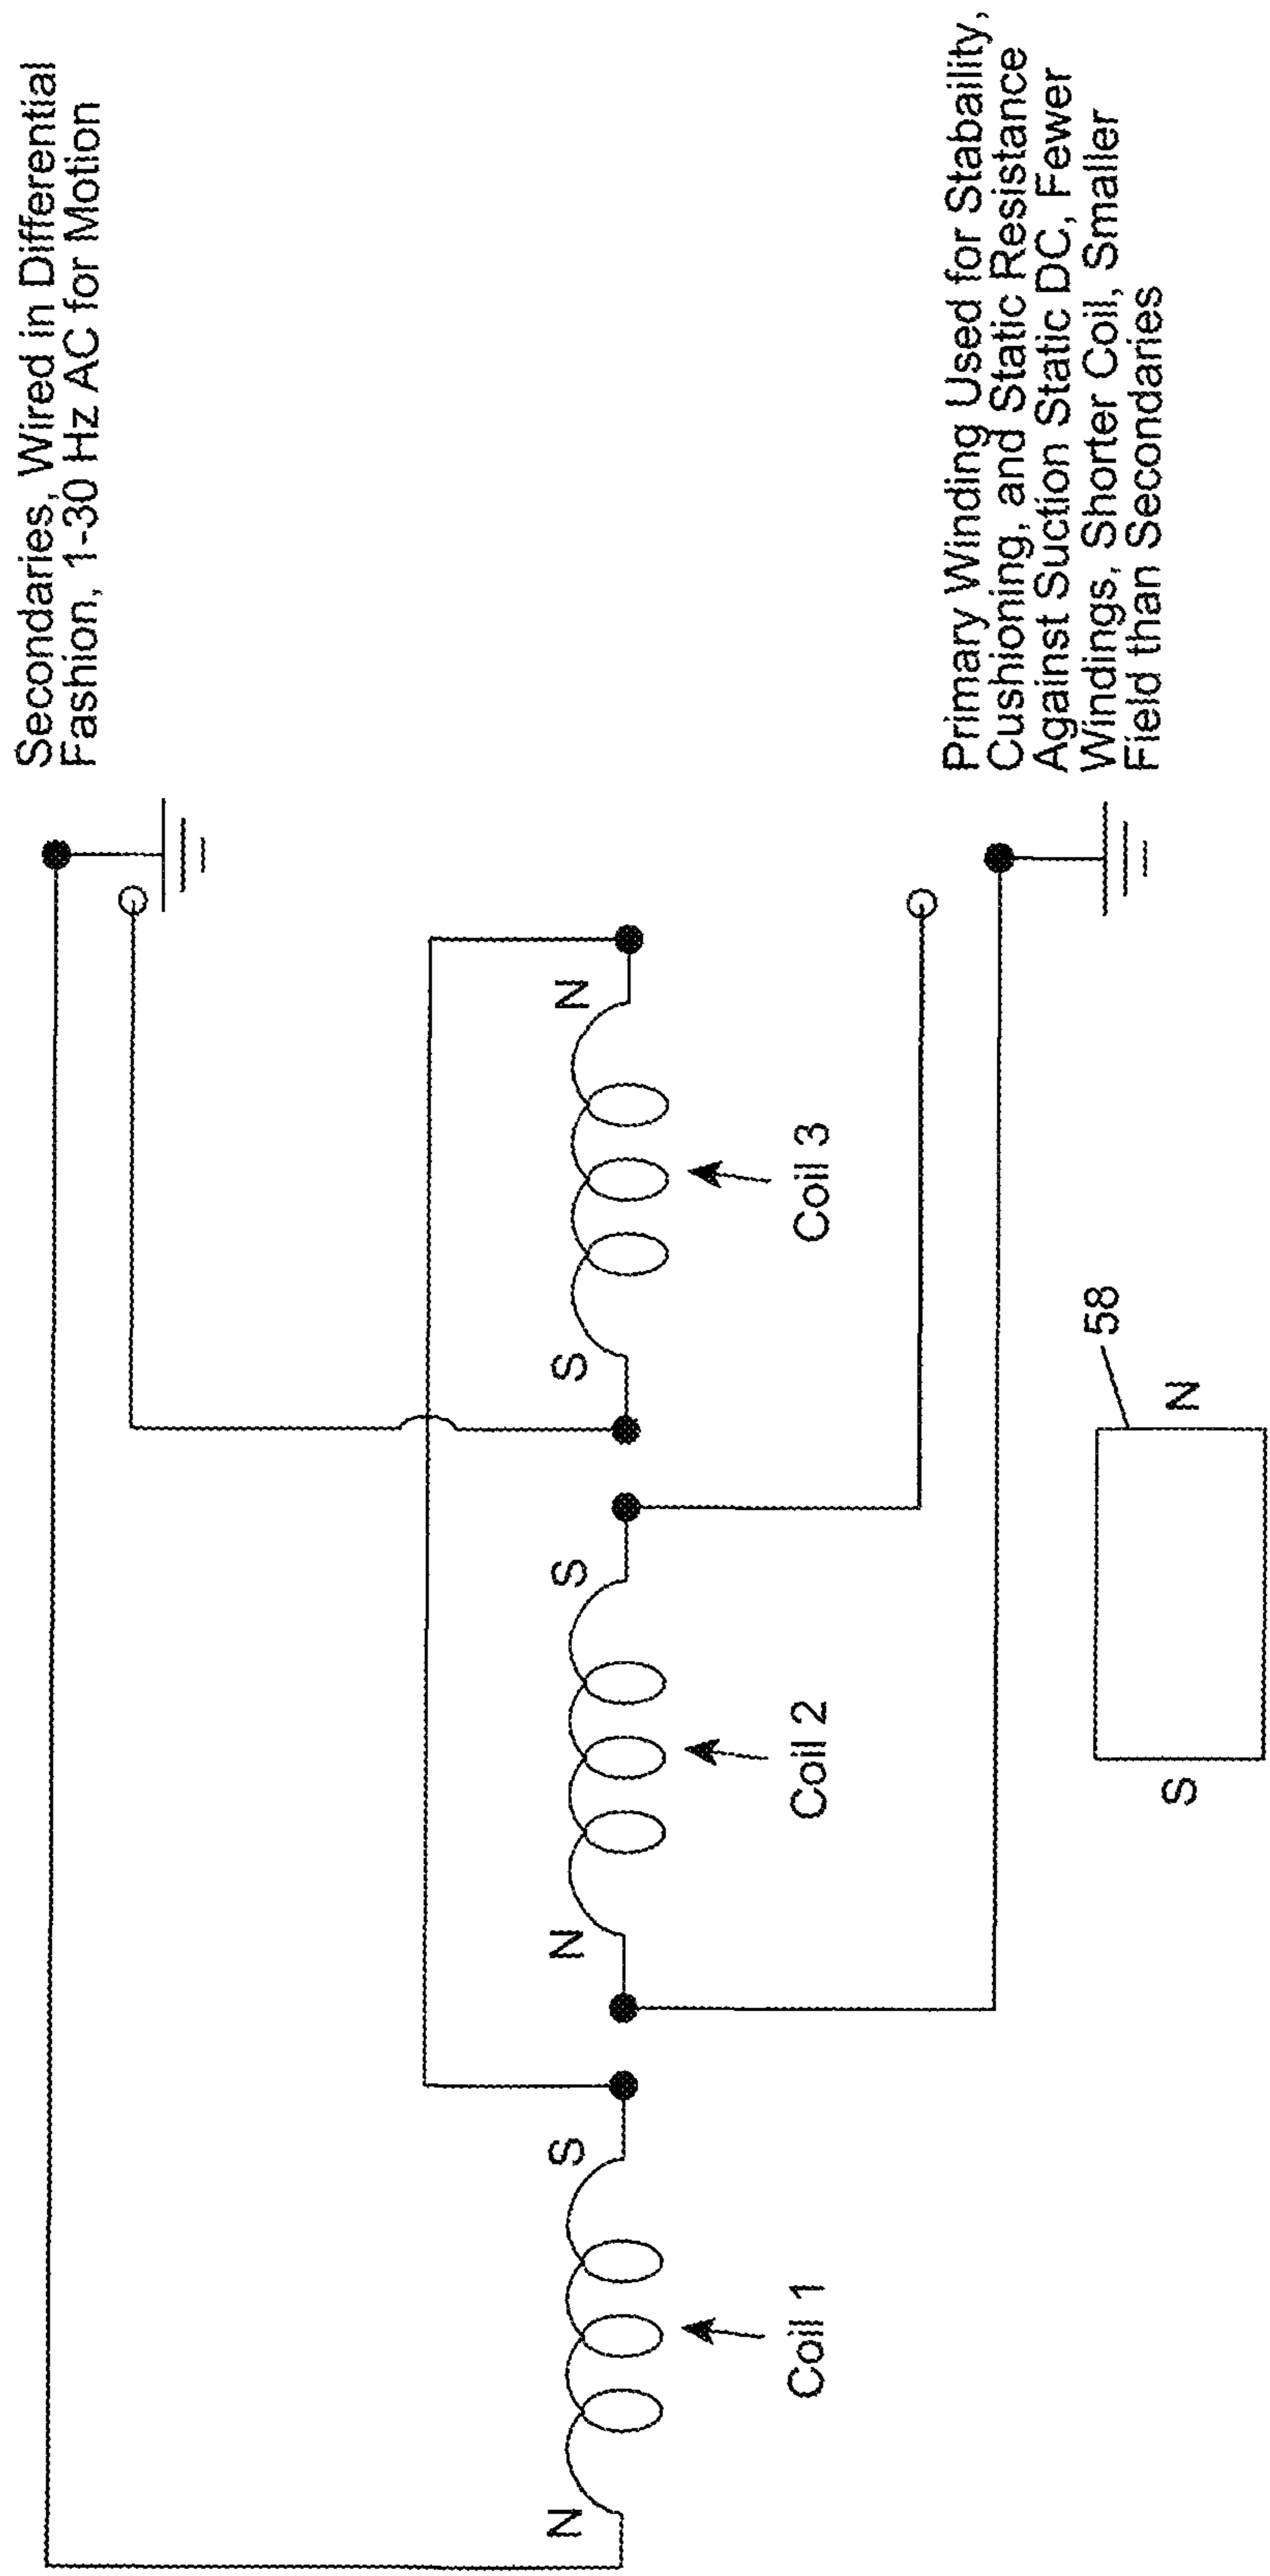 Secondaries, Wired in Differential
Fashion, 1-30 Hz AC for Motion
N
S
N
S
S
N
Coil 1
Coil 2
Coil 3
Primary Winding Used for Stabaility,
Cushioning, and Static Resistance
Against Suction Static DC, Fewer
Windings, Shorter Coil, Smaller
Field than Secondaries
58
S
N